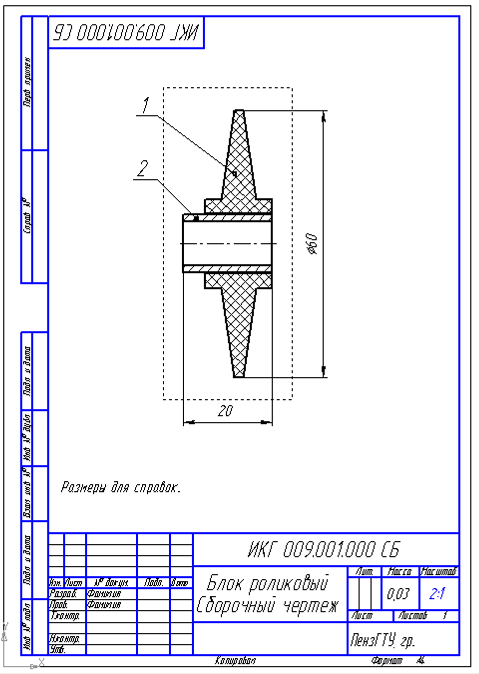 ИКГ 009.001.000 СБ
Перв. примен.
Справ. №
Подп. и дата
Инв. № дубл.
Взам. инв. №
Подп. и дата
Инв. № подл.
1
2
⌀60
20
Размеры для справок.
ИКГ 009.001.000 СБ
Изм. Лист № докум. Подп. Дата
Разраб. Фамилия
Пров. Фамилия
Т.контр.
Н.контр.
Утв.
Блок роликовый
Сборочный чертеж
Лит. Масса Масштаб
0,03 2:1
Лист Листов 1
ПензГТУ, гр.
Копировал Формат А4
Y
X